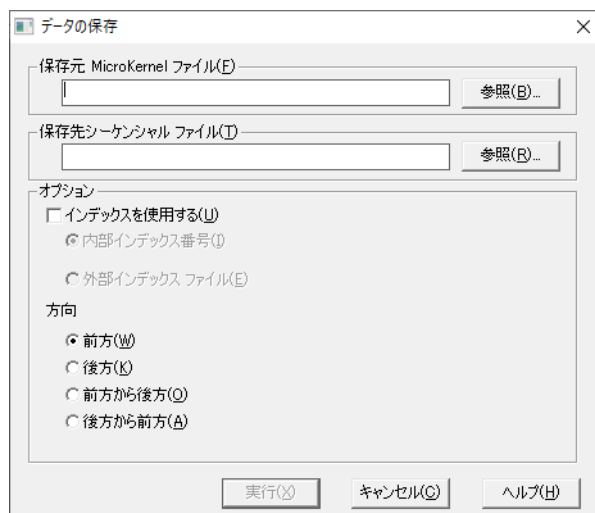 データの保存
保存元 MicroKernel ファイル(F)
参照(B)...
保存先シーケンシャル ファイル(T)
参照(R)...
オプション
インデックスを使用する(U)
内部インデックス番号(I)
外部インデックス ファイル(E)
方向
前方(W)
後方(K)
前方から後方(O)
後方から前方(A)
実行(X) キャンセル(C) ヘルプ(H)